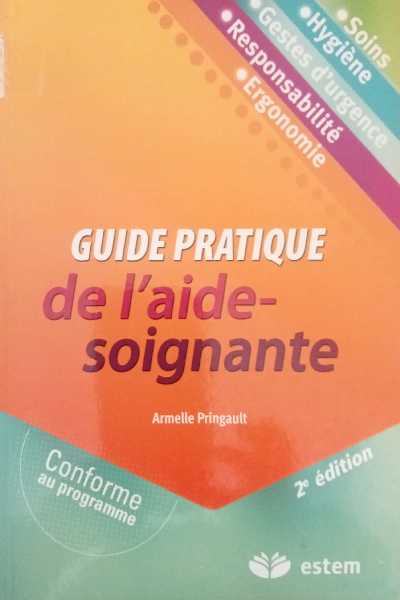 • Soins
• Hygiène
• Gestes d'urgence
• Responsabilité
• Ergonomie
GUIDE PRATIQUE
de l'aide-
soignante
Armelle Pringault
Conforme
au programme
2e édition
estem